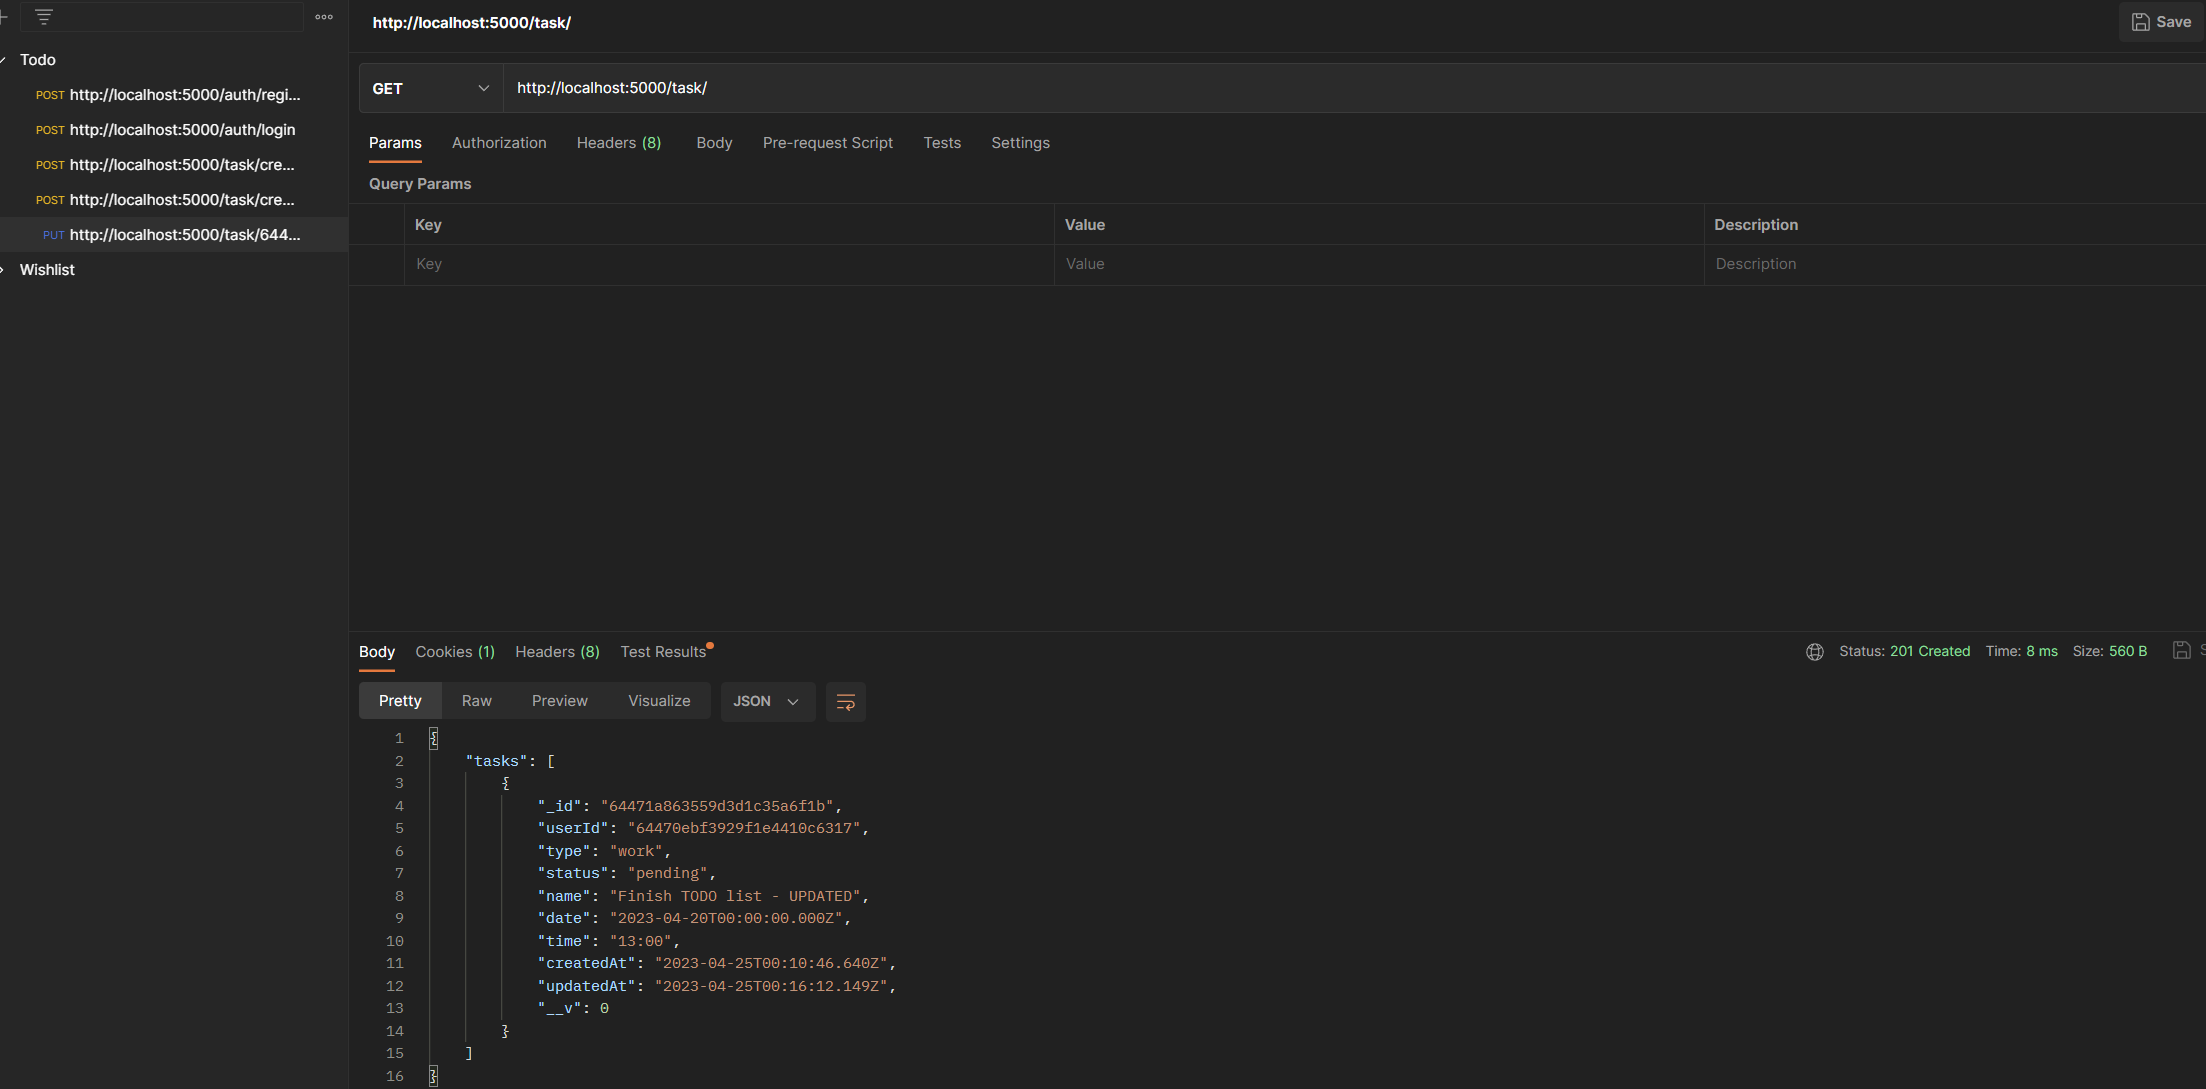 http://localhost:5000/task/
Save
Todo
POST http://localhost:5000/auth/regi...
POST http://localhost:5000/auth/login
POST http://localhost:5000/task/cre...
POST http://localhost:5000/task/cre...
PUT http://localhost:5000/task/644...
Wishlist
GET http://localhost:5000/task/
Params Authorization Headers (8) Body Pre-request Script Tests Settings
Query Params
Key Value Description
Key Value Description
Body Cookies (1) Headers (8) Test Results Status: 201 Created Time: 8 ms Size: 560 B S
Pretty Raw Preview Visualize JSON
1 {
2 "tasks": [
3 {
4 "_id": "64471a863559d3d1c35a6f1b",
5 "userId": "64470ebf3929f1e4410c6317",
6 "type": "work",
7 "status": "pending",
8 "name": "Finish TODO list - UPDATED",
9 "date": "2023-04-20T00:00:00.000Z",
10 "time": "13:00",
11 "createdAt": "2023-04-25T00:10:46.640Z",
12 "updatedAt": "2023-04-25T00:16:12.149Z",
13 "__v": 0
14 }
15 ]
16 }